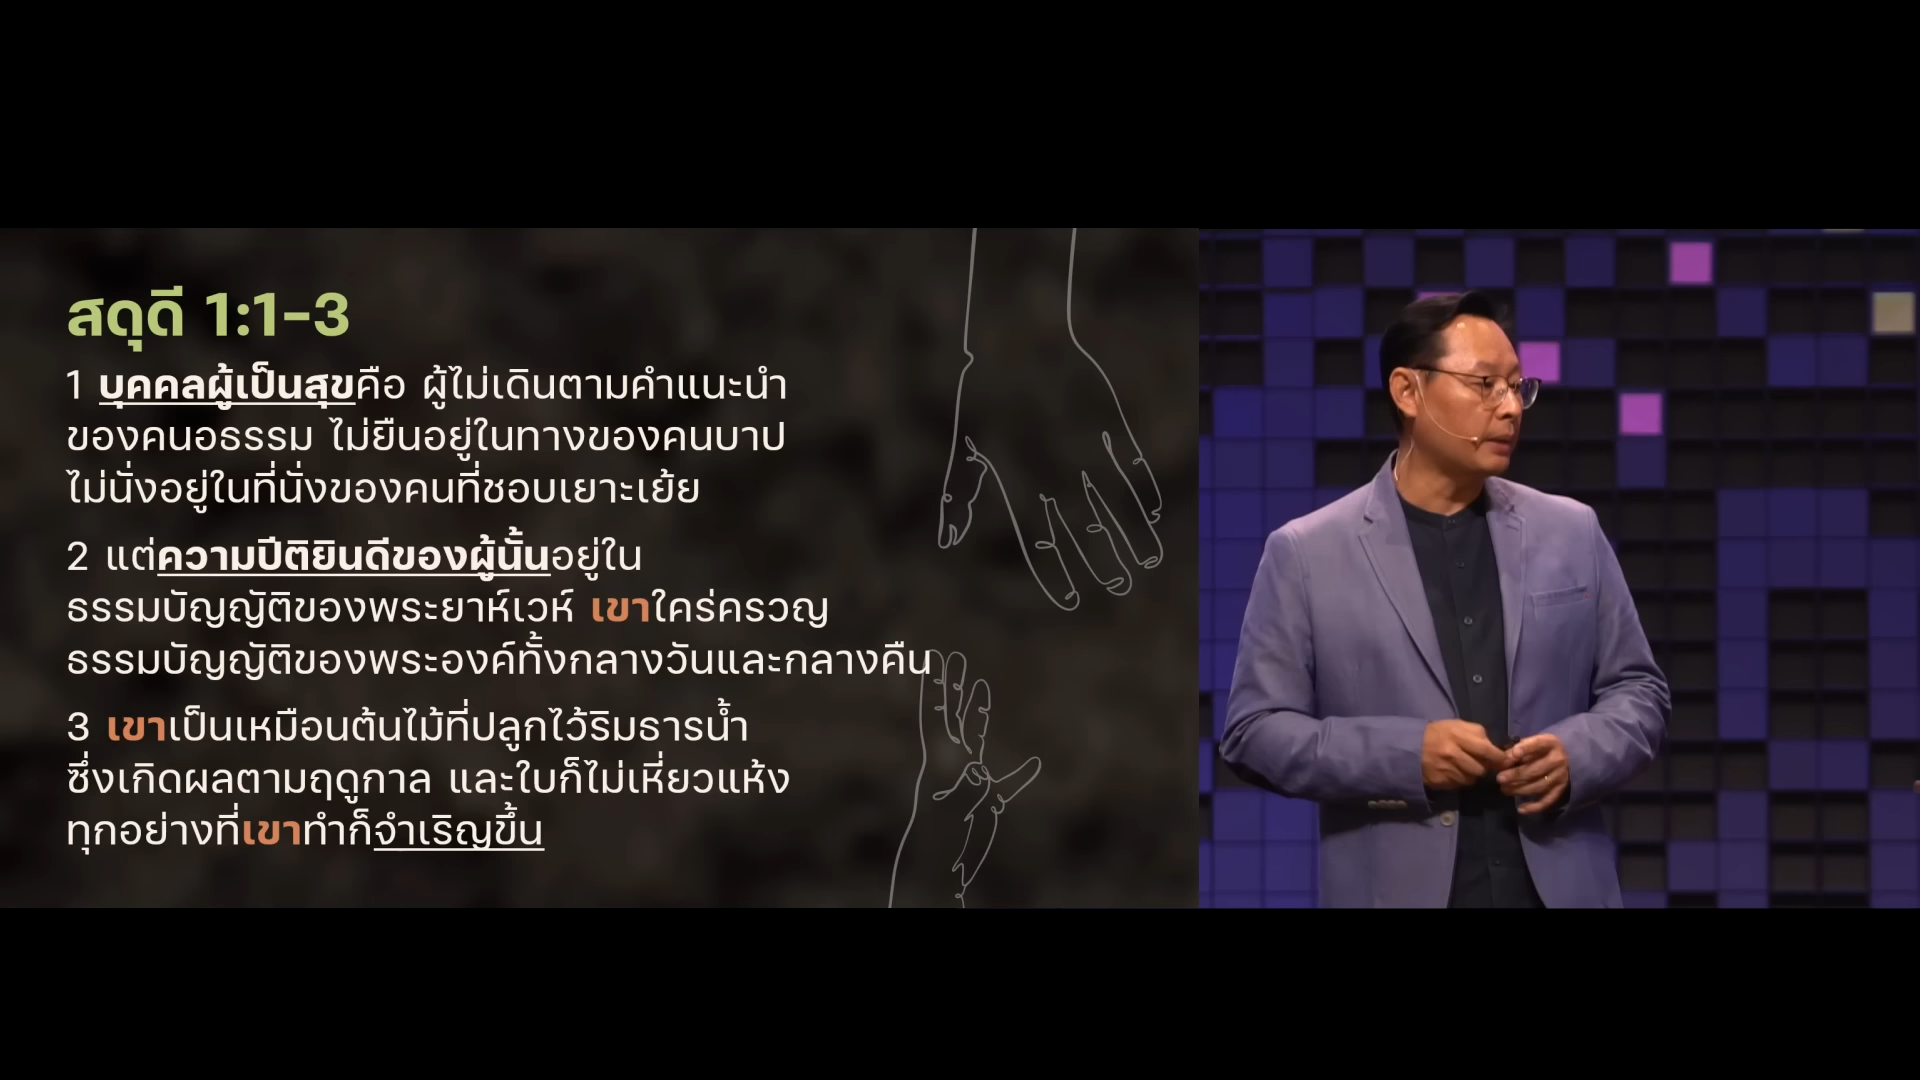 สดุดี 1:1-3
1 บุคคลผู้เป็นสุขคือ ผู้ไม่เดินตามคำแนะนำ
ของคนอธรรม ไม่ยืนอยู่ในทางของคนบาป
ไม่นั่งอยู่ในที่นั่งของคนที่ชอบเยาะเย้ย
2 แต่ความปีติยินดีของผู้นั้นอยู่ใน
ธรรมบัญญัติของพระยาห์เวห์ เขาใคร่ครวญ
ธรรมบัญญัติของพระองค์ทั้งกลางวันและกลางคืน
3 เขาเป็นเหมือนต้นไม้ที่ปลูกไว้ริมธารน้ำ
ซึ่งเกิดผลตามฤดูกาล และใบก็ไม่เหี่ยวแห้ง
ทุกอย่างที่เขาทำก็จำเริญขึ้น